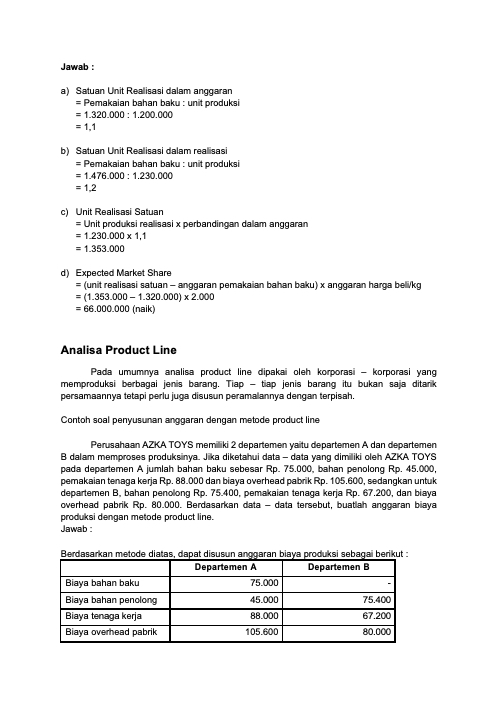 Jawab :
a) Satuan Unit Realisasi dalam anggaran
= Pemakaian bahan baku : unit produksi
= 1.320.000 : 1.200.000
= 1,1
b) Satuan Unit Realisasi dalam realisasi
= Pemakaian bahan baku : unit produksi
= 1.476.000 : 1.230.000
= 1,2
c) Unit Realisasi Satuan
= Unit produksi realisasi x perbandingan dalam anggaran
= 1.230.000 x 1,1
= 1.353.000
d) Expected Market Share
= (unit realisasi satuan – anggaran pemakaian bahan baku) x anggaran harga beli/kg
= (1.353.000 – 1.320.000) x 2.000
= 66.000.000 (naik)
Analisa Product Line
Pada umumnya analisa product line dipakai oleh korporasi – korporasi yang
memproduksi berbagai jenis barang. Tiap – tiap jenis barang itu bukan saja ditarik
persamaannya tetapi perlu juga disusun peramalannya dengan terpisah.
Contoh soal penyusunan anggaran dengan metode product line
Perusahaan AZKA TOYS memiliki 2 departemen yaitu departemen A dan departemen
B dalam memproses produksinya. Jika diketahui data – data yang dimiliki oleh AZKA TOYS
pada departemen A jumlah bahan baku sebesar Rp. 75.000, bahan penolong Rp. 45.000,
pemakaian tenaga kerja Rp. 88.000 dan biaya overhead pabrik Rp. 105.600, sedangkan untuk
departemen B, bahan penolong Rp. 75.400, pemakaian tenaga kerja Rp. 67.200, dan biaya
overhead pabrik Rp. 80.000. Berdasarkan data – data tersebut, buatlah anggaran biaya
produksi dengan metode product line.
Jawab :
Berdasarkan metode diatas, dapat disusun anggaran biaya produksi sebagai berikut :
Departemen A Departemen B
Biaya bahan baku 75.000 -
Biaya bahan penolong 45.000 75.400
Biaya tenaga kerja 88.000 67.200
Biaya overhead pabrik 105.600 80.000